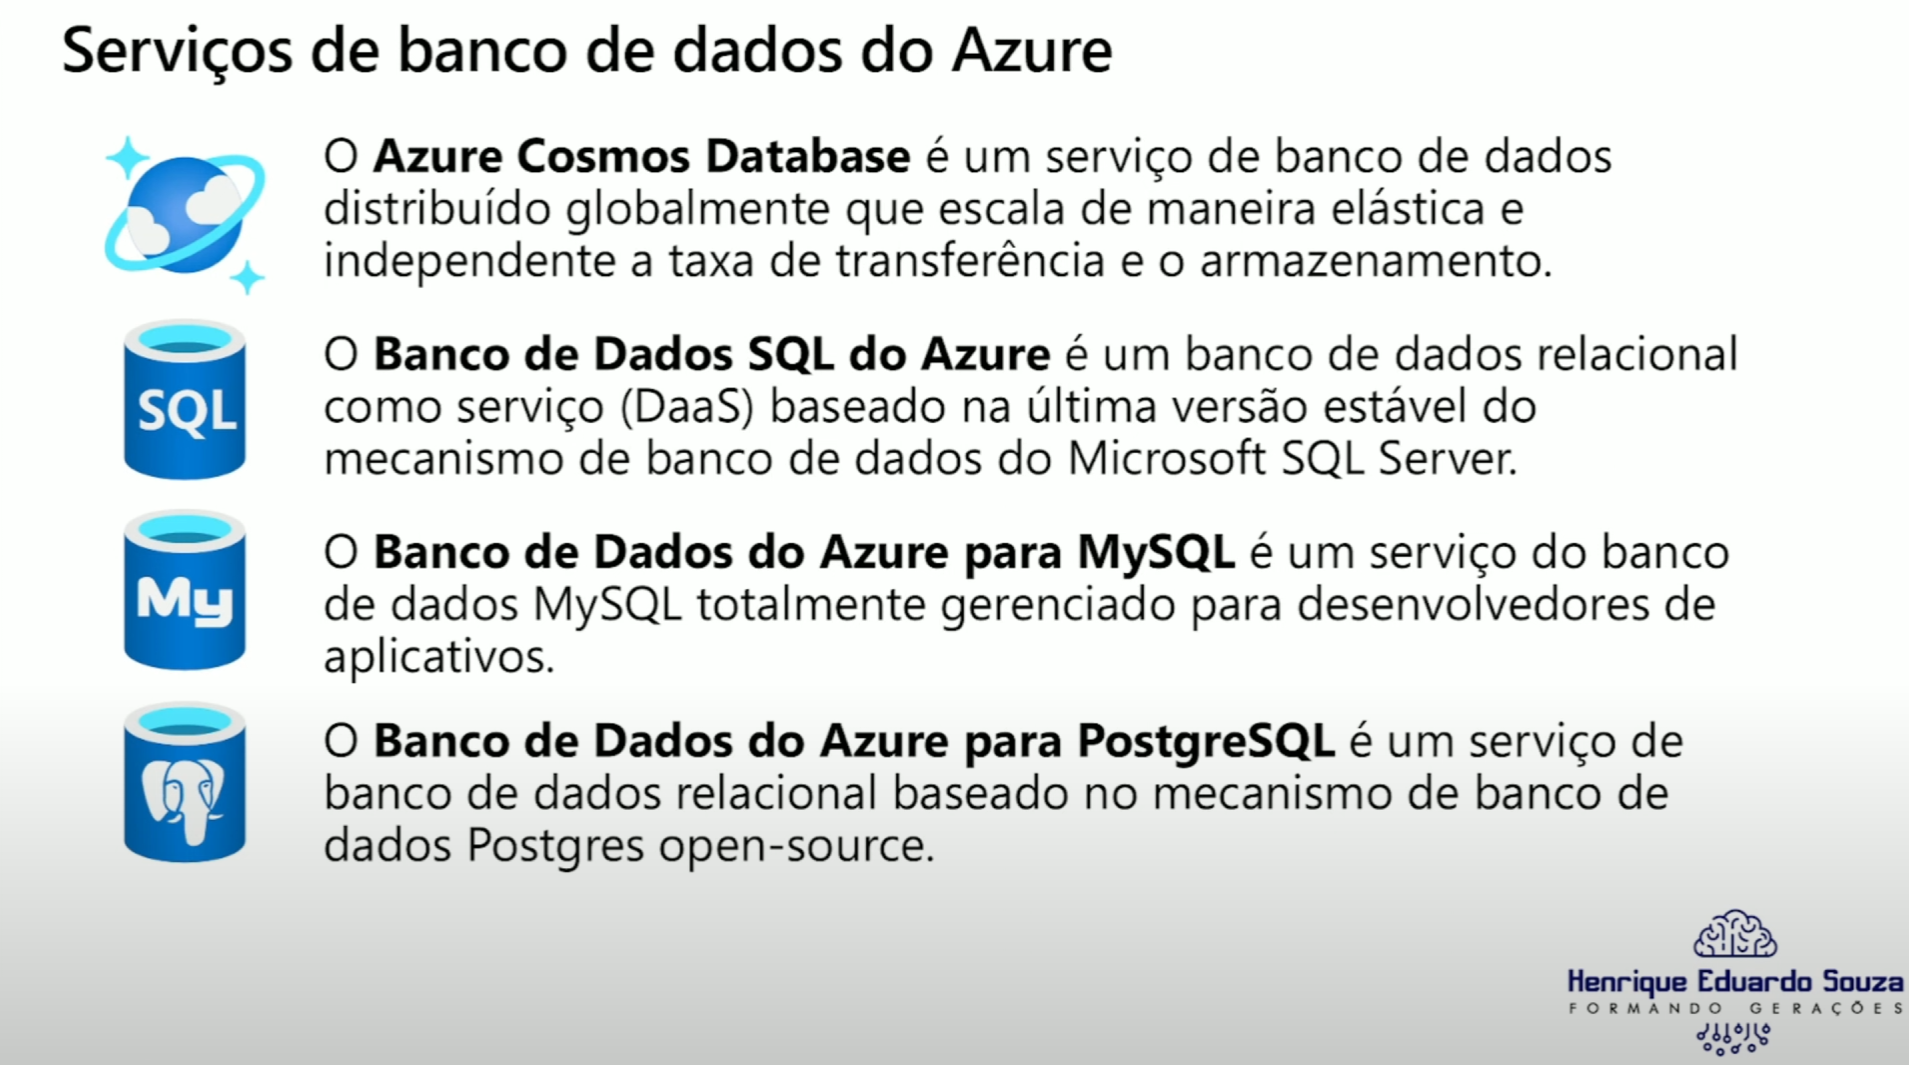 Serviços de banco de dados do Azure
O Azure Cosmos Database é um serviço de banco de dados
distribuído globalmente que escala de maneira elástica e
independente a taxa de transferência e o armazenamento.
SQL
O Banco de Dados SQL do Azure é um banco de dados relacional
como serviço (DaaS) baseado na última versão estável do
mecanismo de banco de dados do Microsoft SQL Server.
My
O Banco de Dados do Azure para MySQL é um serviço do banco
de dados MySQL totalmente gerenciado para desenvolvedores de
aplicativos.
O Banco de Dados do Azure para PostgreSQL é um serviço de
banco de dados relacional baseado no mecanismo de banco de
dados Postgres open-source.
Henrique Eduardo Souza
FORMANDO GERAÇÕES